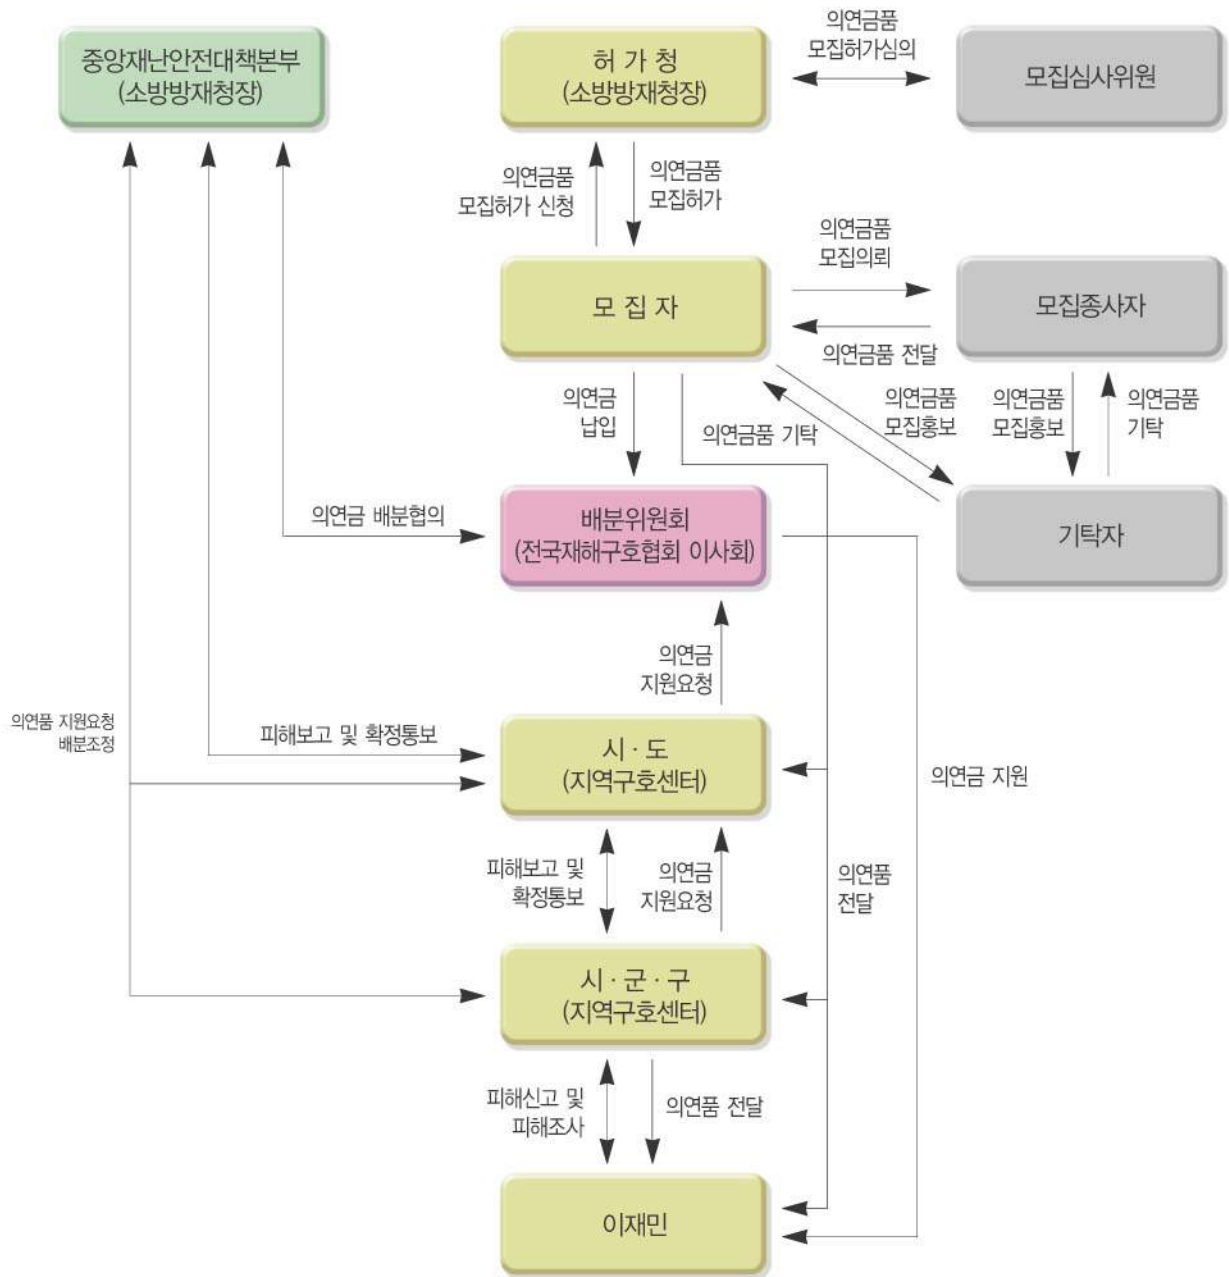 중앙재난안전대책본부
(소방방재청장)
허 가 청
(소방방재청장)
의연금품
모집허가심의
모집심사위원
의연금품
모집허가 신청
의연금품
모집허가
모 집 자
의연금품
모집의뢰
의연금품 전달
모집종사자
의연금
납입
의연금품 기탁
의연금품
모집홍보
의연금품
모집홍보
의연금품
기탁
의연금 배분협의
배분위원회
(전국재해구호협회 이사회)
기탁자
의연금
지원요청
의연품 지원요청
배분조정
피해보고 및 확정통보
시 · 도
(지역구호센터)
의연금 지원
피해보고 및
확정통보
의연금
지원요청
의연품
전달
시 · 군 · 구
(지역구호센터)
피해신고 및
피해조사
의연품 전달
이재민